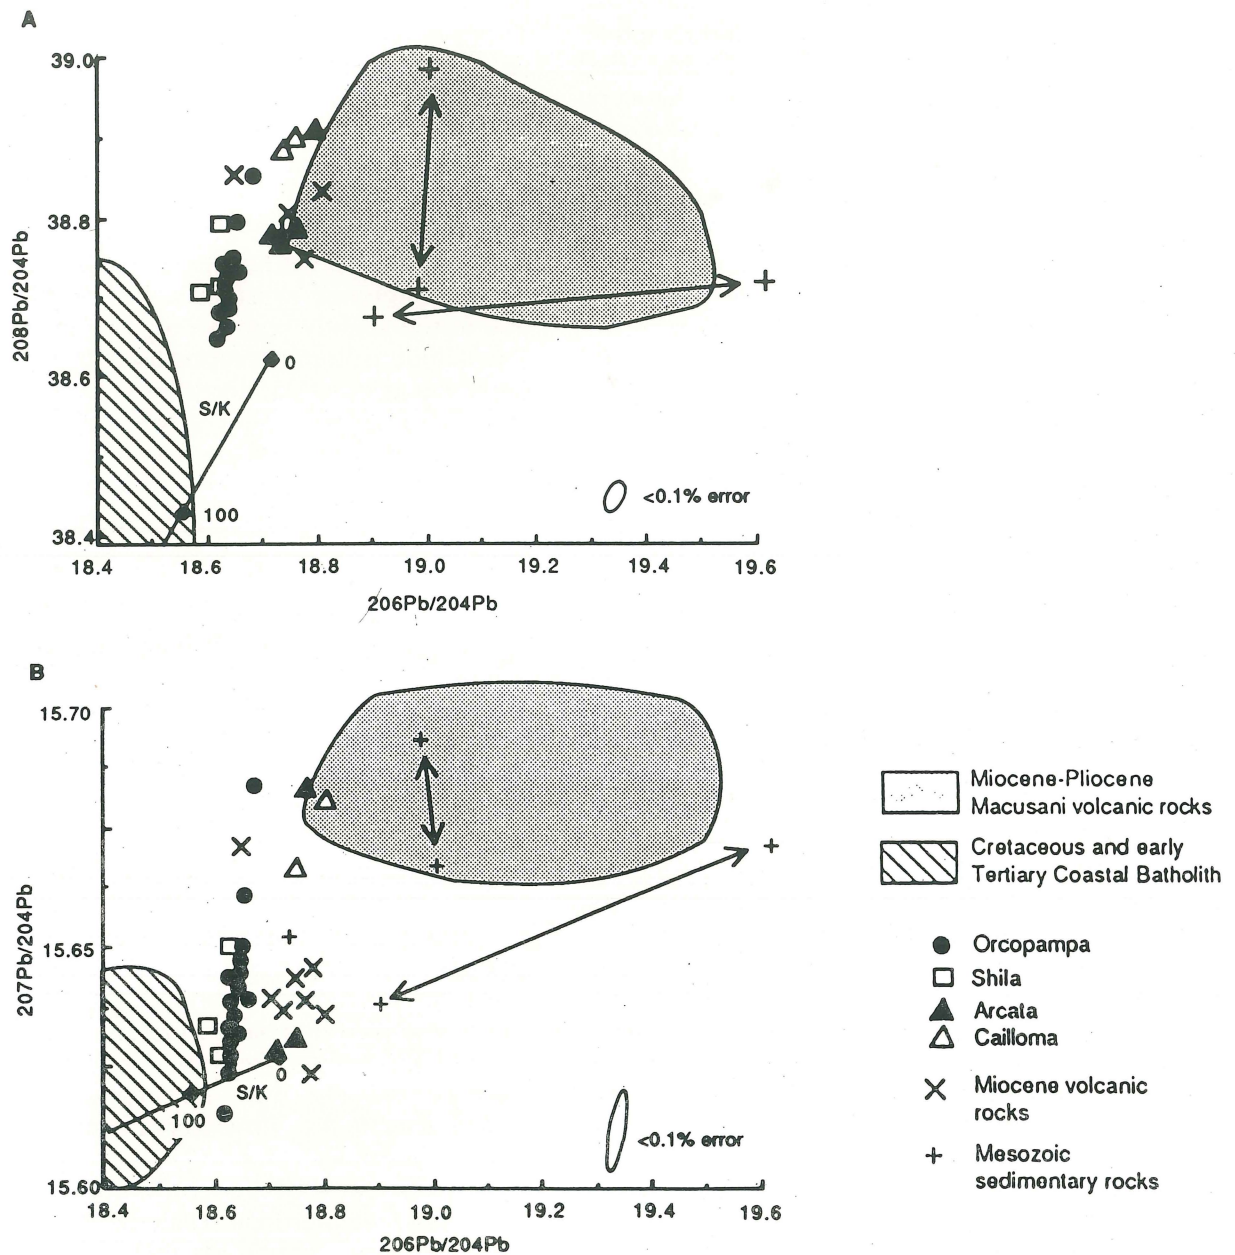 A
39.0
38.8
38.6
38.4
208Pb/204Pb
S/K
0
100
<0.1% error
18.4 18.6 18.8 19.0 19.2 19.4 19.6
206Pb/204Pb
B
15.70
15.65
15.60
207Pb/204Pb
0
S/K
100
<0.1% error
18.4 18.6 18.8 19.0 19.2 19.4 19.6
206Pb/204Pb
Miocene-Pliocene
Macusani volcanic rocks
Cretaceous and early
Tertiary Coastal Batholith
Orcopampa
Shila
Arcata
Cailloma
Miocene volcanic
rocks
Mesozoic
sedimentary rocks